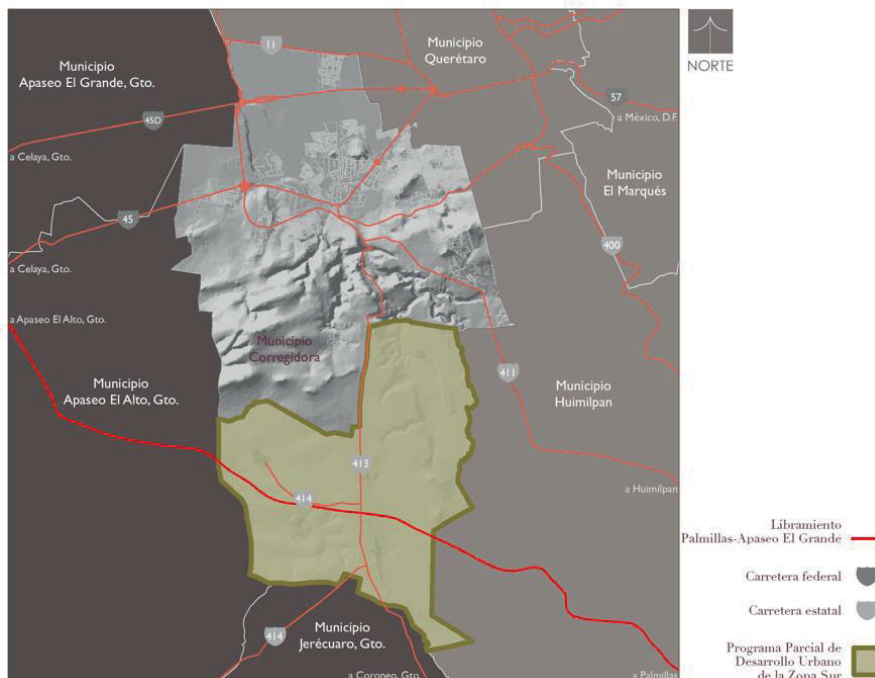 NORTE
11
Municipio
Querétaro
Municipio
Apaseo El Grande, Gto.
57
a México, D.F.
45D
a Celaya, Gto.
Municipio
El Marqués
45
400
a Celaya, Gto.
a Apaseo El Alto, Gto.
Municipio
Corregidora
411
Municipio
Apaseo El Alto, Gto.
Municipio
Huimilpan
413
a Huimilpan
414
Libramiento
Palmillas-Apaseo El Grande
Carretera federal
Carretera estatal
414
Municipio
Jerécuaro, Gto.
a Coroneo, Gto.
a Palmillas
Programa Parcial de
Desarrollo Urbano
de la Zona Sur